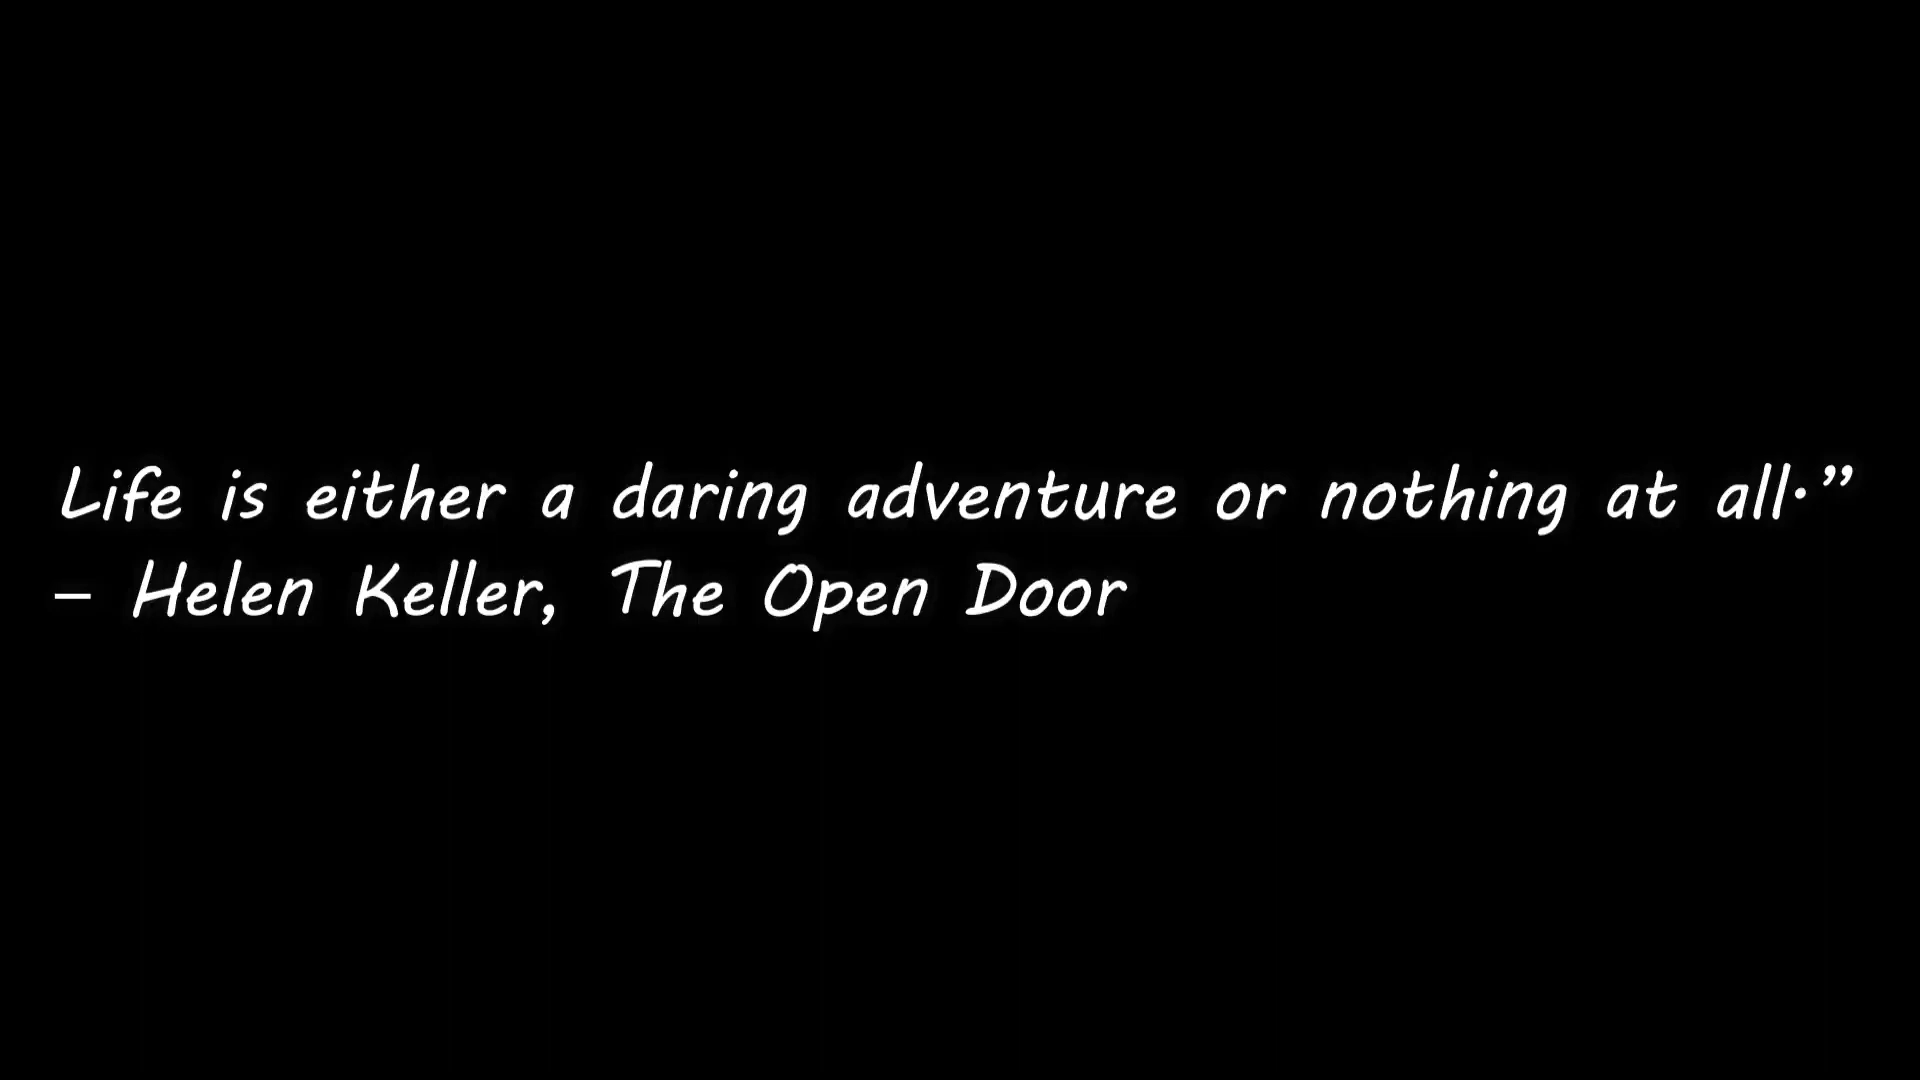 Life is either a daring adventure or nothing at all.”
– Helen Keller, The Open Door